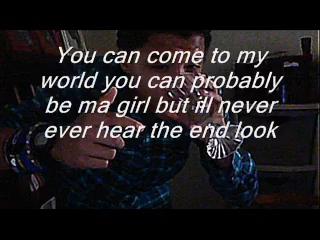 You can come to my
world you can probably
be ma girl but ill never
ever hear the end look